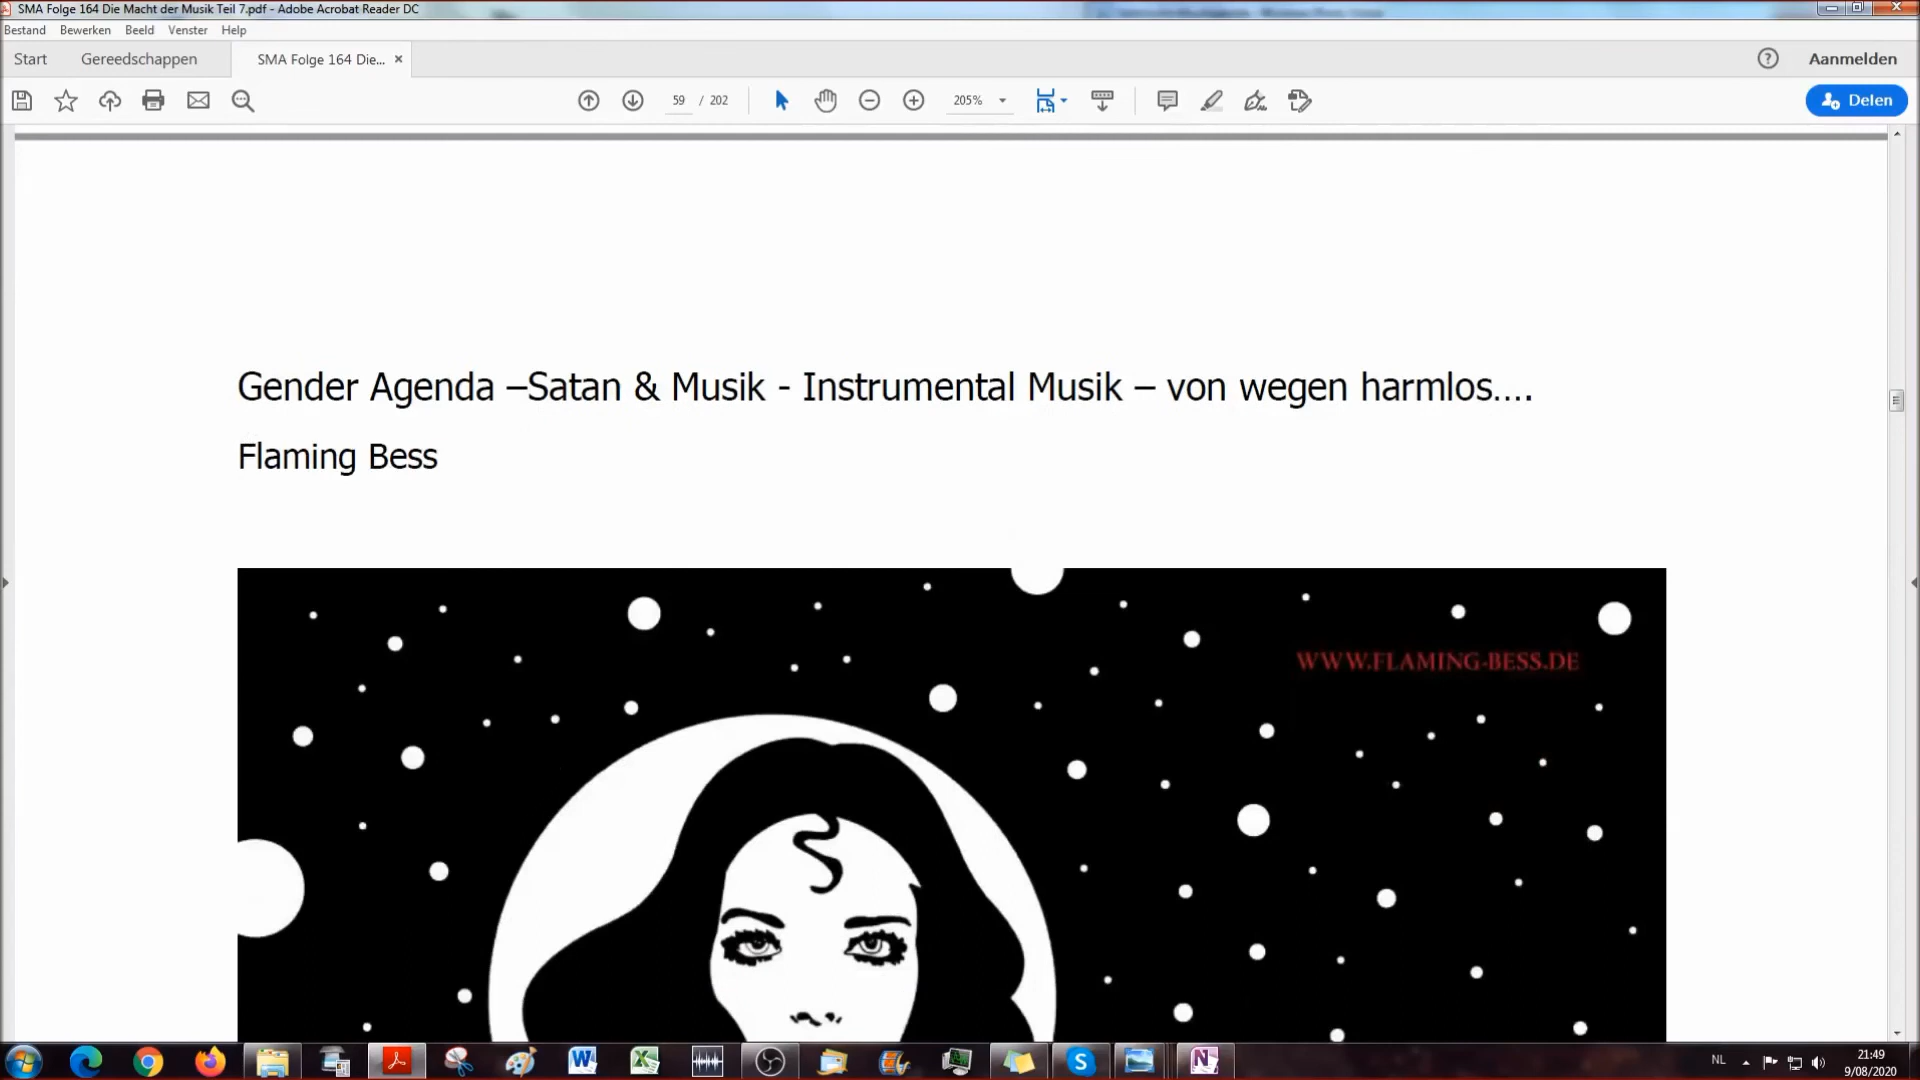 SMA Folge 164 Die Macht der Musik Teil 7.pdf - Adobe Acrobat Reader DC
Bestand Bewerken Beeld Venster Help
Start Gereedschappen SMA Folge 164 Die... × Aanmelden
59 / 202 205% Delen
Gender Agenda –Satan & Musik - Instrumental Musik – von wegen harmlos….
Flaming Bess
WWW.FLAMING-BESS.DE
NL 21:49
9/08/2020